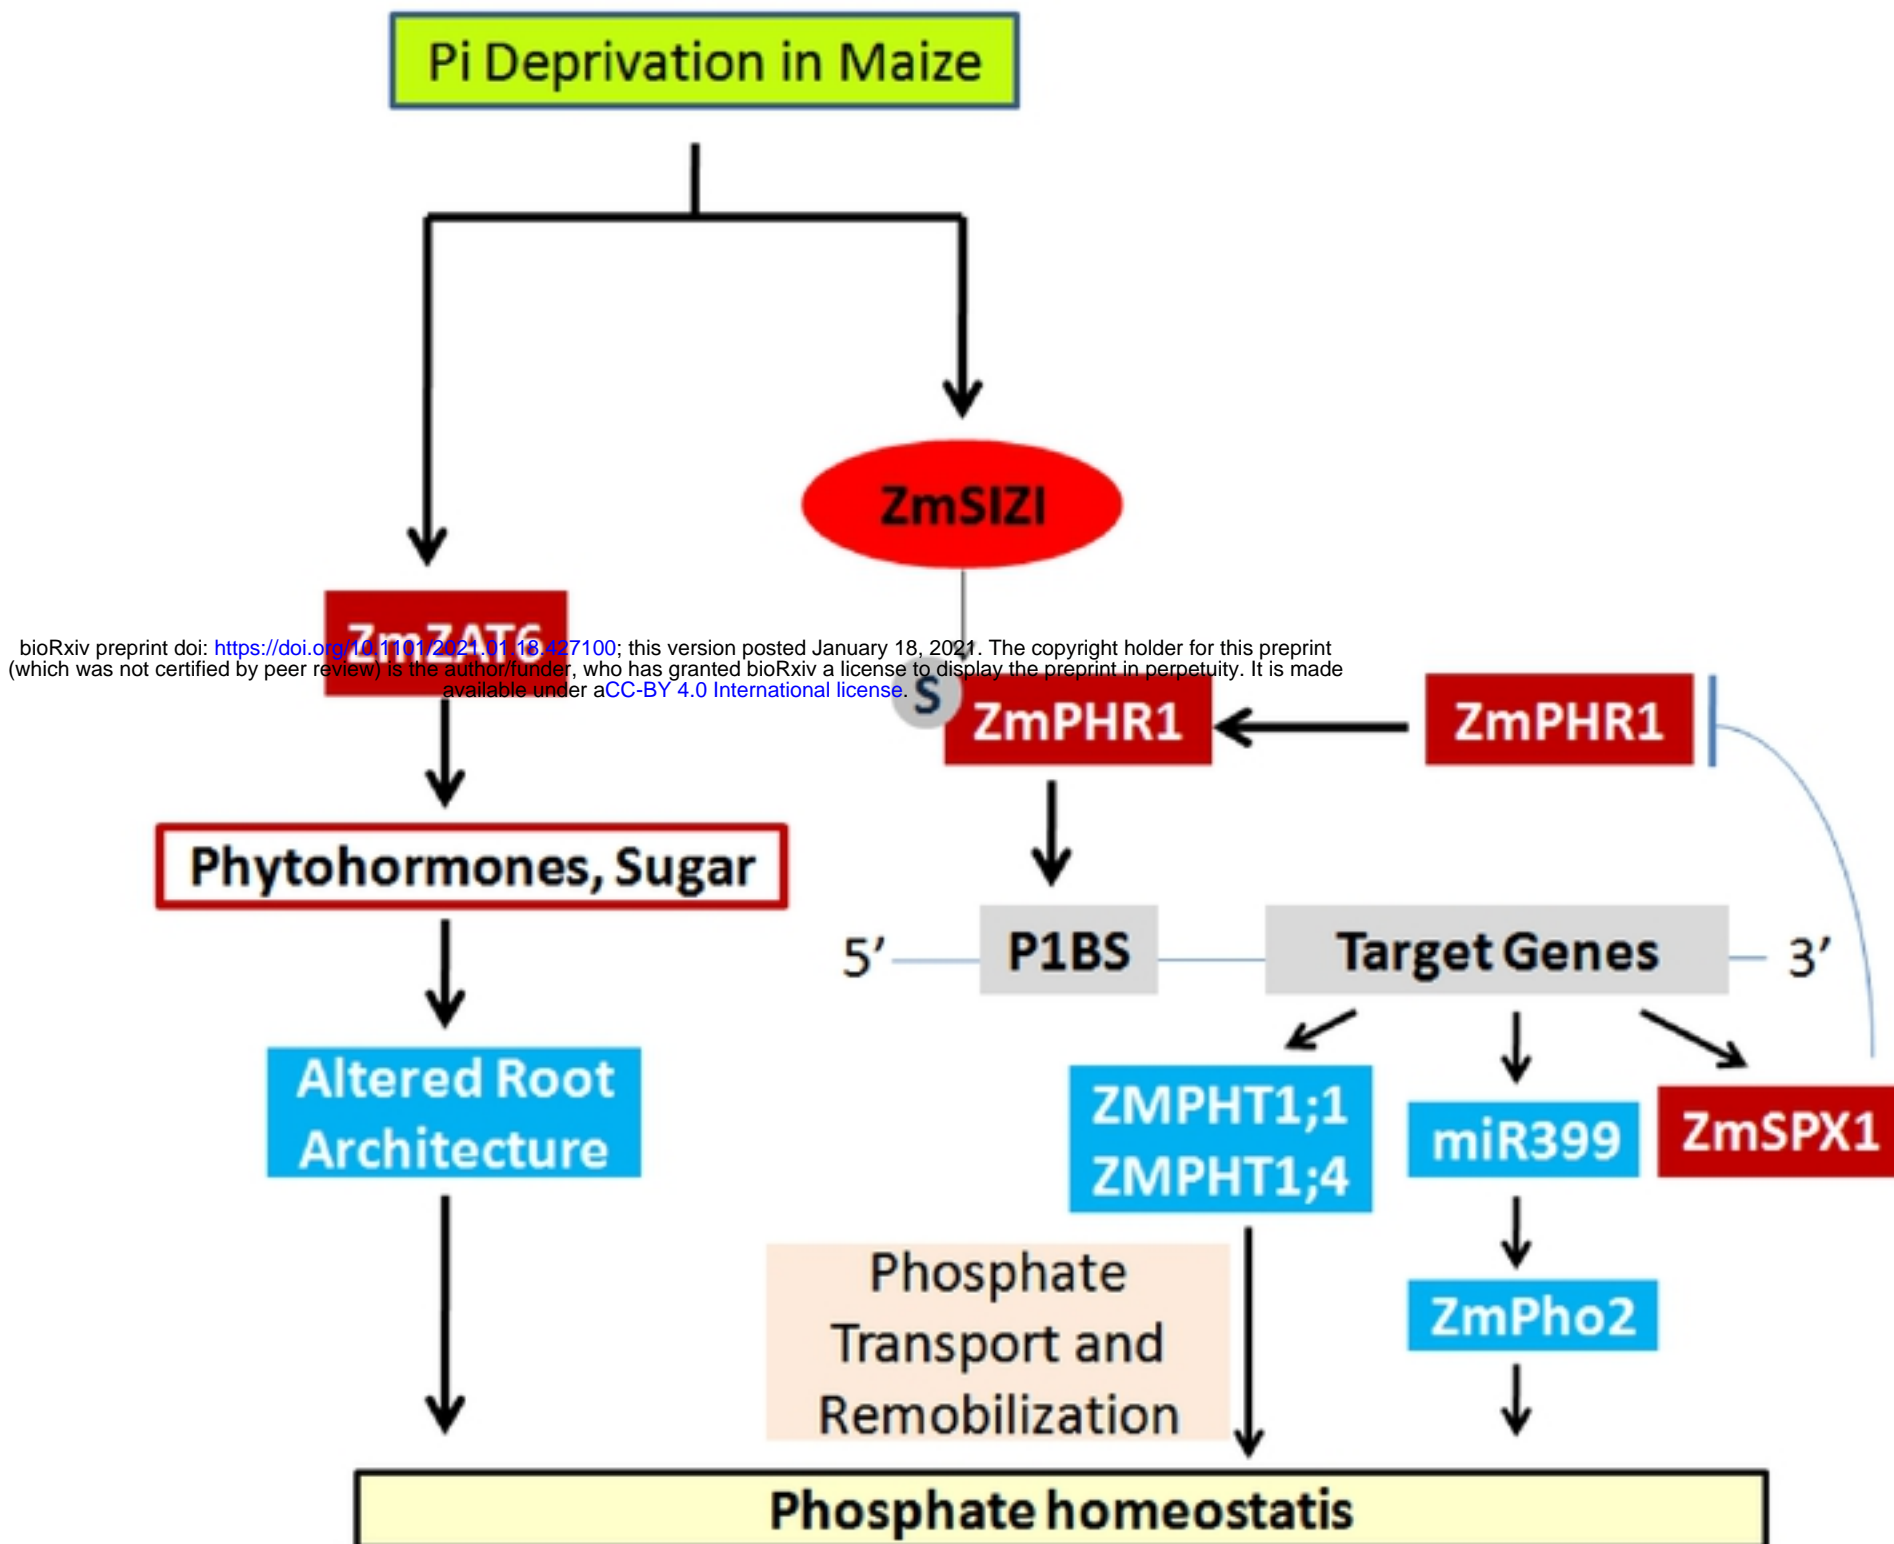 Pi Deprivation in Maize
ZmSIZI
ZmZAT6
bioRxiv preprint doi: https://doi.org/10.1101/2021.01.18.427100; this version posted January 18, 2021. The copyright holder for this preprint
(which was not certified by peer review) is the author/funder, who has granted bioRxiv a license to display the preprint in perpetuity. It is made
available under aCC-BY 4.0 International license.
S
ZmPHR1
ZmPHR1
Phytohormones, Sugar
5’
P1BS
Target Genes
3’
Altered Root
Architecture
ZMPHT1;1
ZMPHT1;4
miR399
ZmSPX1
Phosphate
Transport and
Remobilization
ZmPho2
Phosphate homeostatis